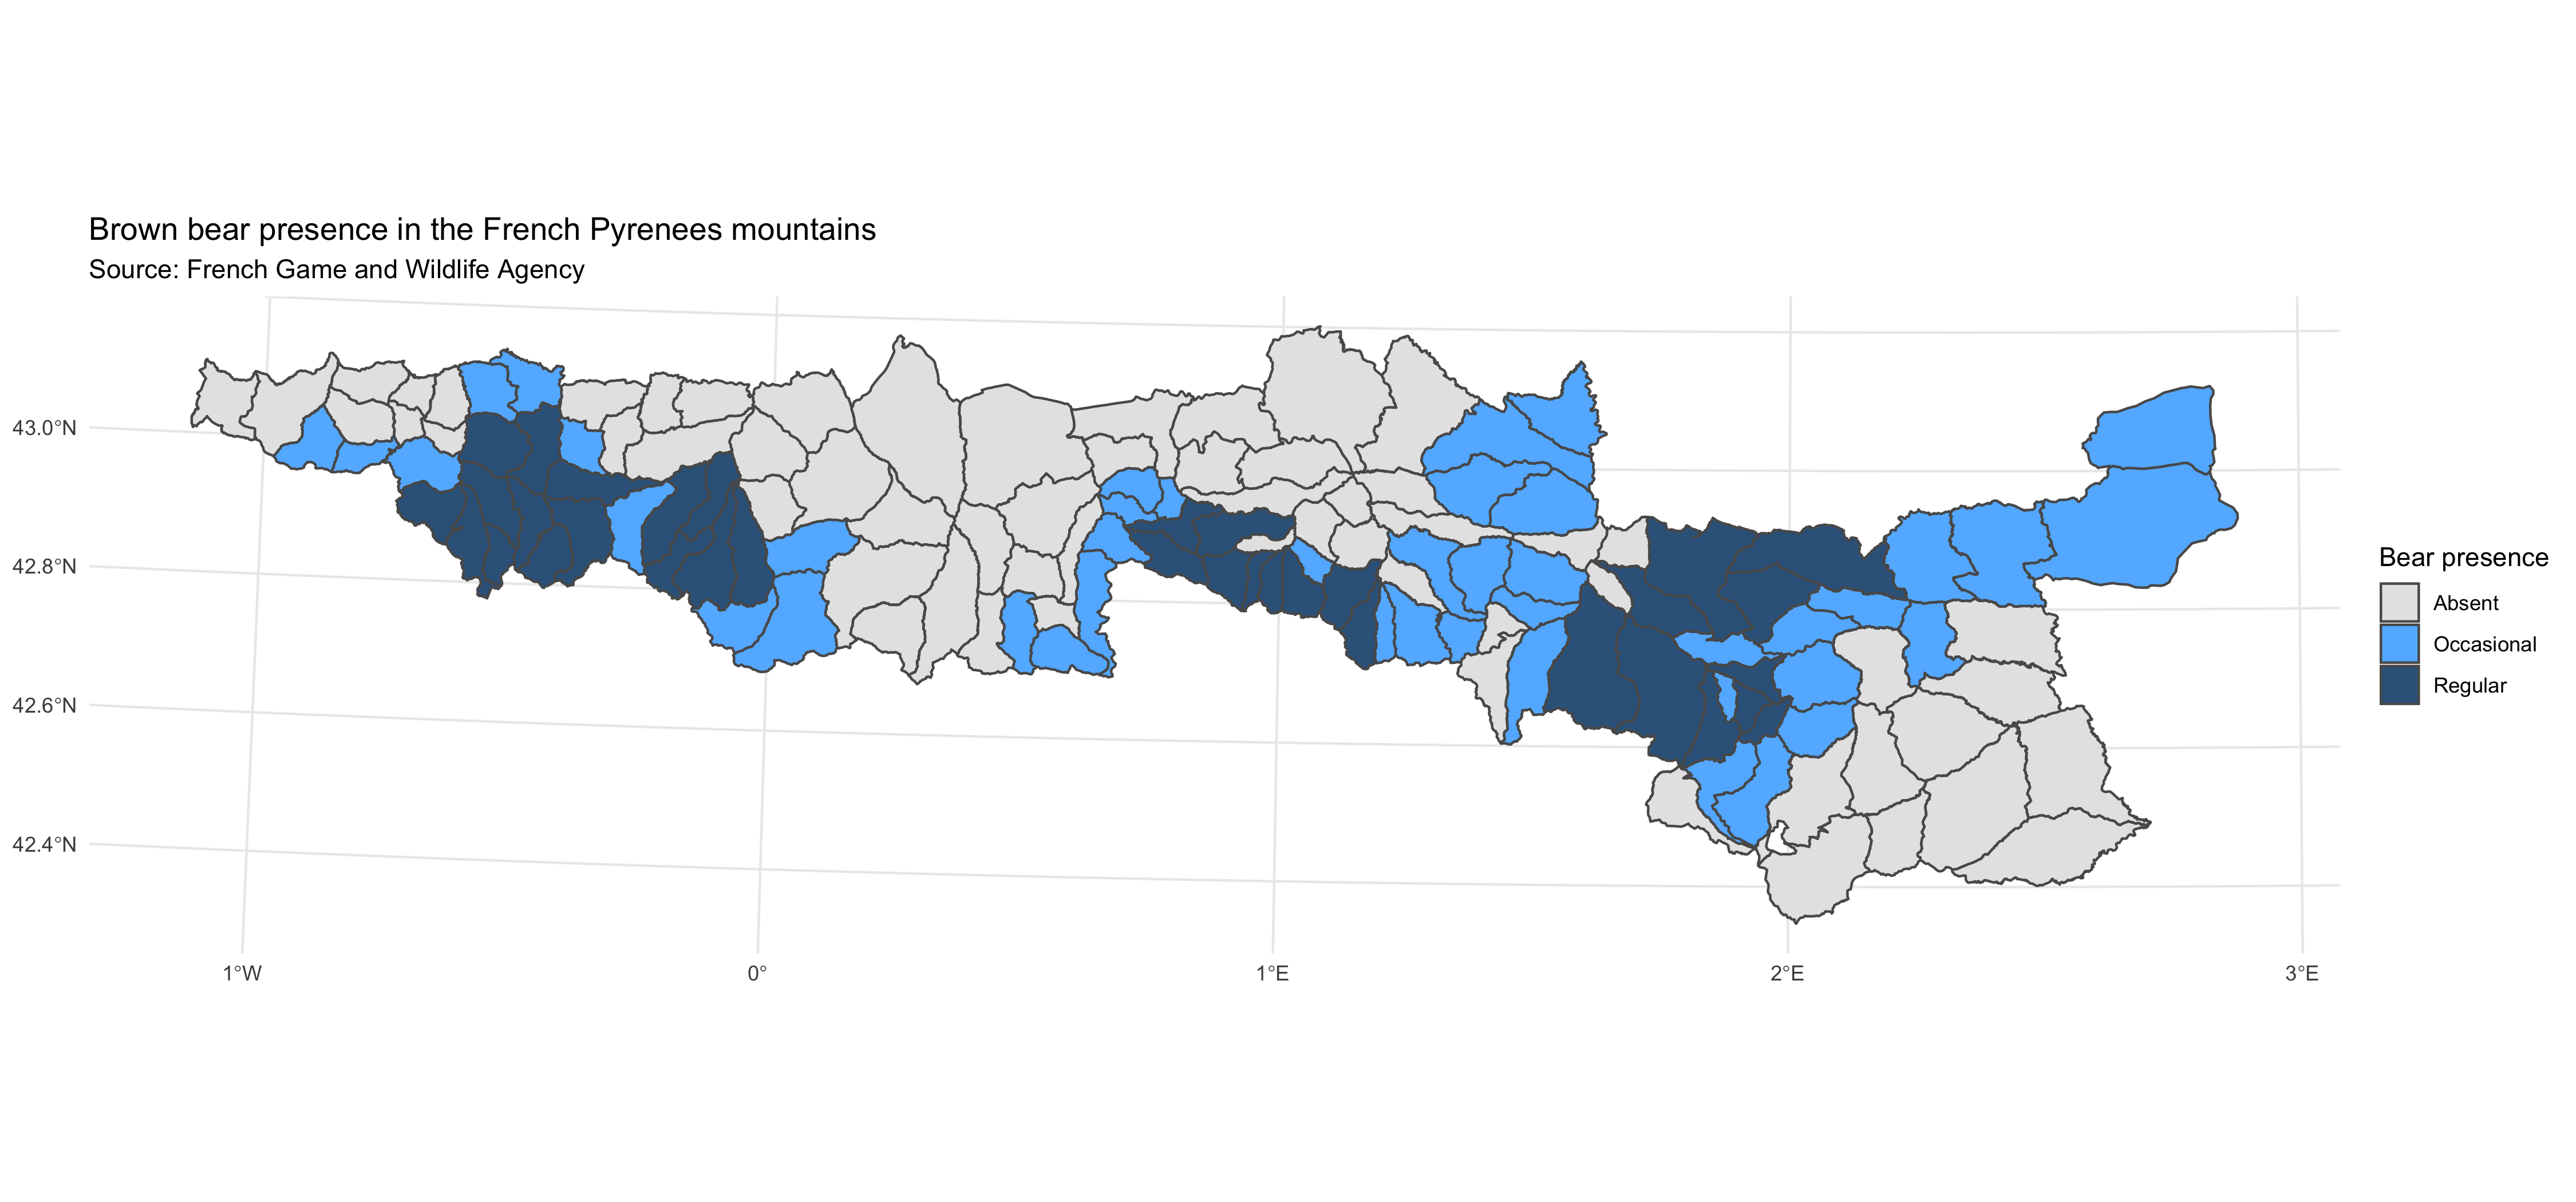 Brown bear presence in the French Pyrenees mountains
Source: French Game and Wildlife Agency
43.0°N
42.8°N
42.6°N
42.4°N
1°W
0°
1°E
2°E
3°E
Bear presence
Absent
Occasional
Regular